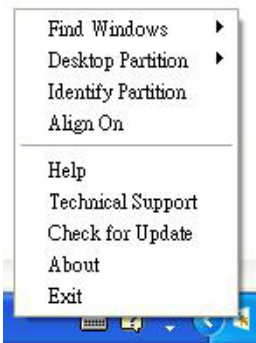 Find Windows
Desktop Partition
Identify Partition
Align On
Help
Technical Support
Check for Update
About
Exit